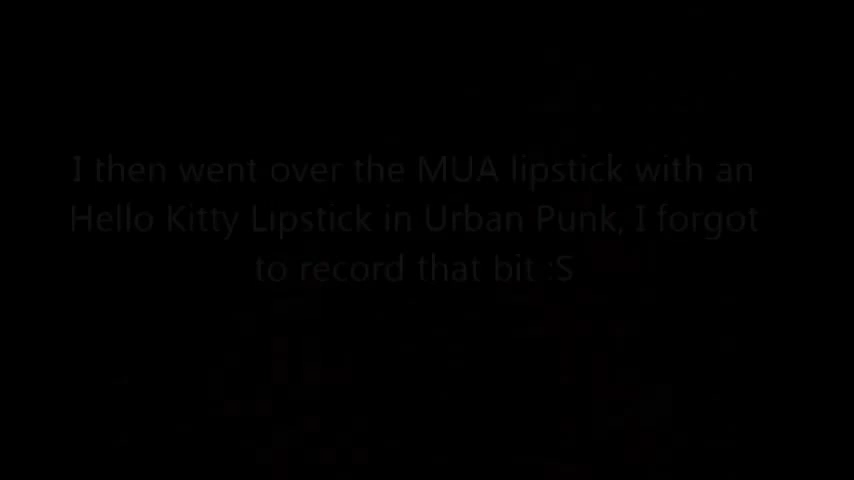 I then went over the MUA lipstick with an
Hello Kitty Lipstick in Urban Punk, I forgot
to record that bit :S